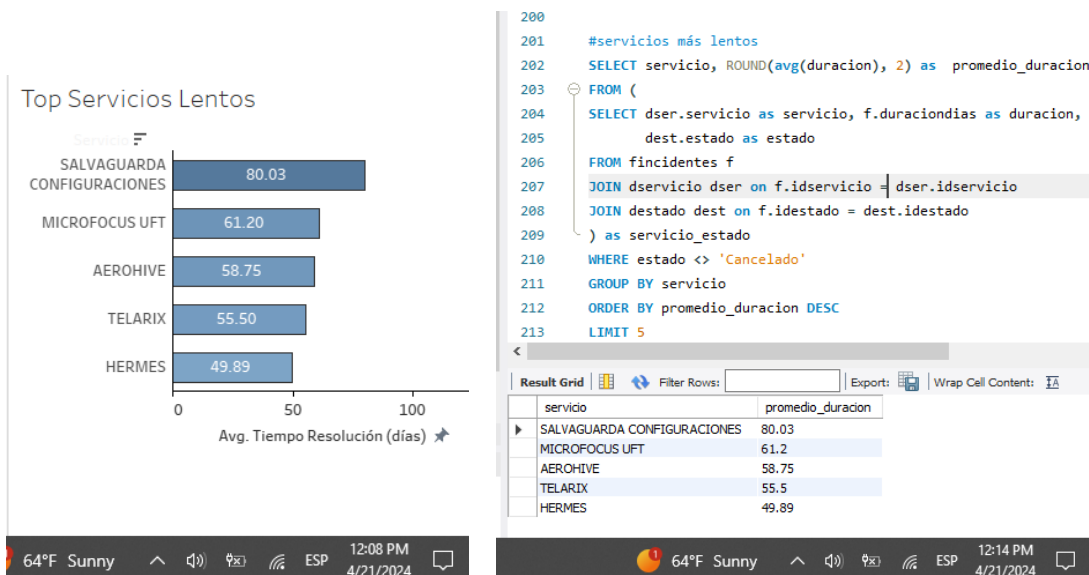 Top Servicios Lentos
Servicio
SALVAGUARDA
CONFIGURACIONES
80.03
MICROFOCUS UFT
61.20
AEROHIVE
58.75
TELARIX
55.50
HERMES
49.89
0
50
100
Avg. Tiempo Resolución (días)
64°F Sunny
ESP
12:08 PM
4/21/2024
200
201 #servicios más lentos
202 SELECT servicio, ROUND(avg(duracion), 2) as promedio_duracion
203 FROM (
204 SELECT dser.servicio as servicio, f.duraciondias as duracion,
205 dest.estado as estado
206 FROM fincidentes f
207 JOIN dservicio dser on f.idservicio = dser.idservicio
208 JOIN destado dest on f.idestado = dest.idestado
209 ) as servicio_estado
210 WHERE estado <> 'Cancelado'
211 GROUP BY servicio
212 ORDER BY promedio_duracion DESC
213 LIMIT 5
Result Grid Filter Rows: Export: Wrap Cell Content: IA
servicio promedio_duracion
SALVAGUARDA CONFIGURACIONES 80.03
MICROFOCUS UFT 61.2
AEROHIVE 58.75
TELARIX 55.5
HERMES 49.89
1
64°F Sunny
ESP
12:14 PM
4/21/2024